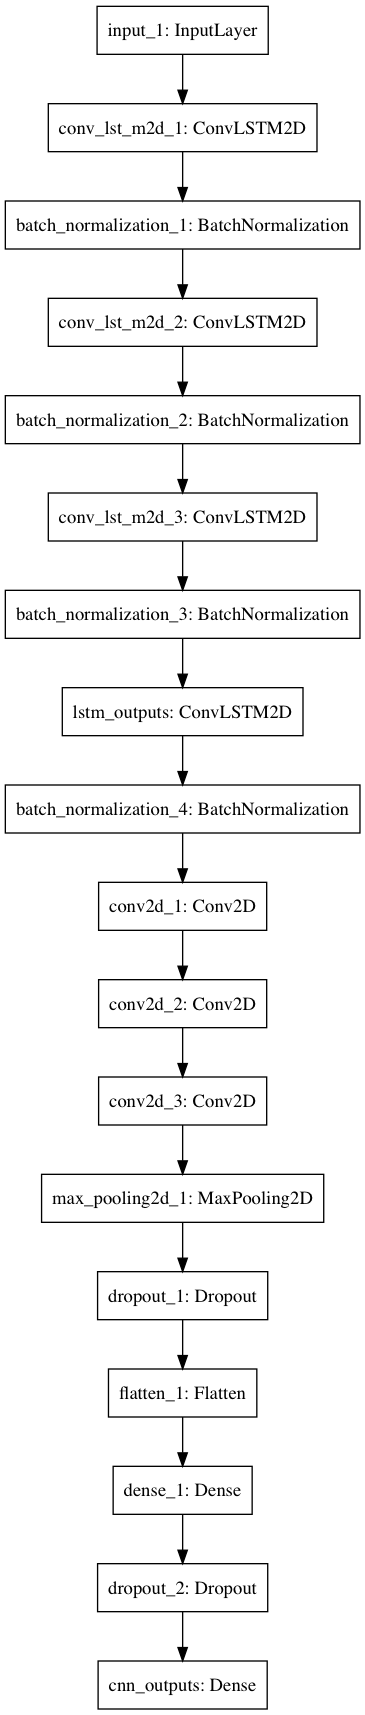 input_1: InputLayer
conv_lst_m2d_1: ConvLSTM2D
batch_normalization_1: BatchNormalization
conv_lst_m2d_2: ConvLSTM2D
batch_normalization_2: BatchNormalization
conv_lst_m2d_3: ConvLSTM2D
batch_normalization_3: BatchNormalization
lstm_outputs: ConvLSTM2D
batch_normalization_4: BatchNormalization
conv2d_1: Conv2D
conv2d_2: Conv2D
conv2d_3: Conv2D
max_pooling2d_1: MaxPooling2D
dropout_1: Dropout
flatten_1: Flatten
dense_1: Dense
dropout_2: Dropout
cnn_outputs: Dense